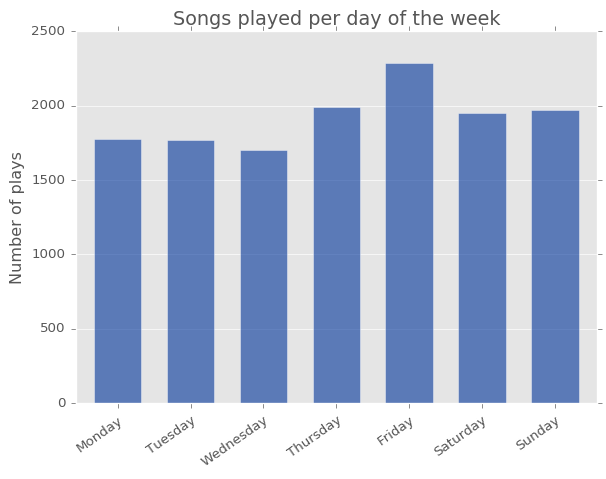 Songs played per day of the week
Number of plays
2500
2000
1500
1000
500
0
Monday
Tuesday
Wednesday
Thursday
Friday
Saturday
Sunday